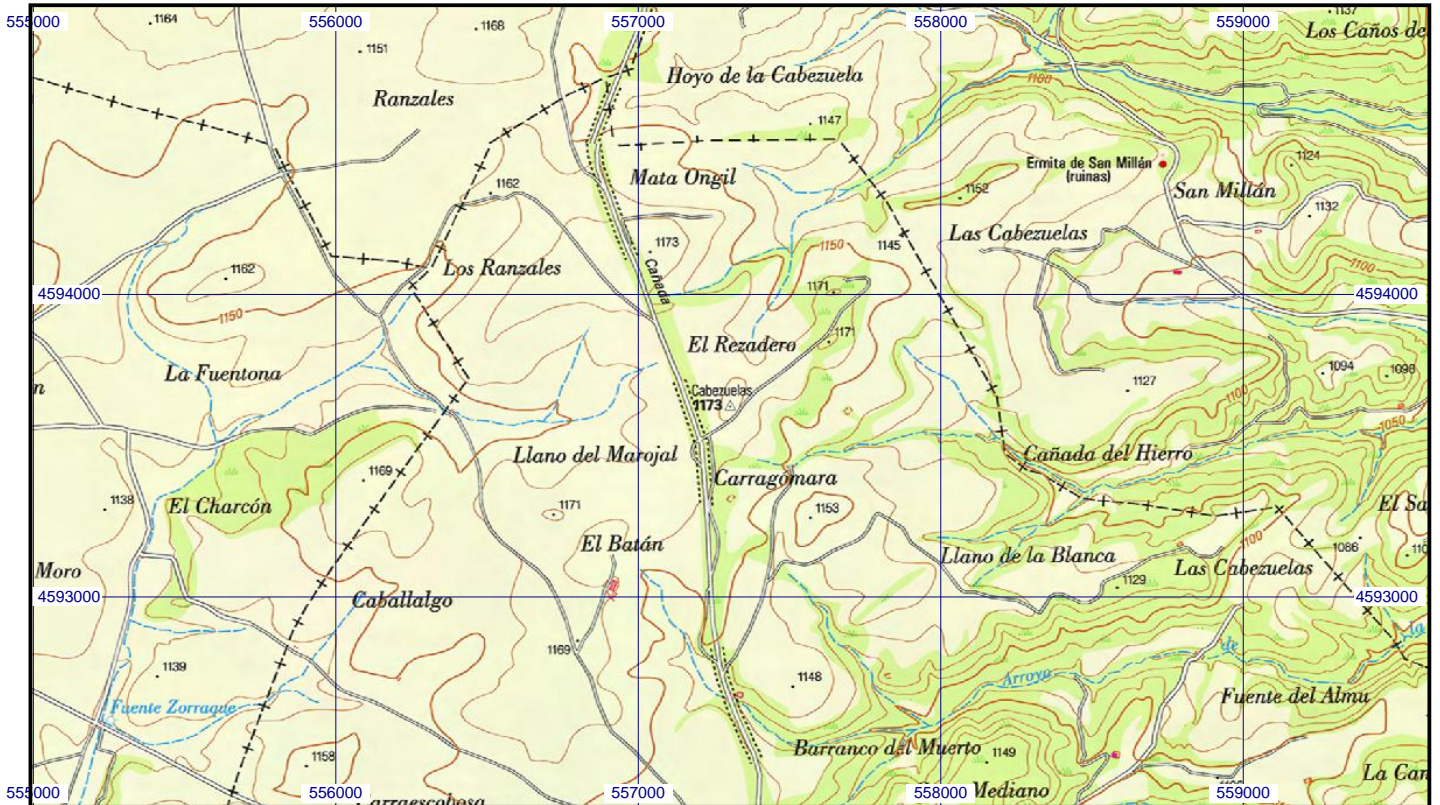 555000
556000
557000
558000
559000
1164
1168
1137
Los Caños de
1151
Hoyo de la Cabezuela
1100
Ranzales
1147
Ermita de San Millán
(ruinas)
1124
Mata Ongil
1162
1152
San Millán
1132
Las Cabezuelas
1173
1150
1145
Los Ranzales
1162
Cañada
1100
4594000
1171
4594000
1150
1171
El Rezadero
La Fuentona
1094
1098
n
1127
Cabezuelas
1173
1100
1050
Llano del Marojal
Cañada del Hierro
1169
Carragómara
1138
El Charcón
1171
1153
El Sa
El Batán
1086
1100
Llano de la Blanca
Moro
Las Cabezuelas
1129
4593000
Caballalgo
4593000
la
1169
de
1139
1148
Arroyo
Fuente del Almu
Fuente Zorraque
Barranco del Muerto
1149
1158
La Can
555000
556000
557000
558000
Mediano
559000
arraescobosa